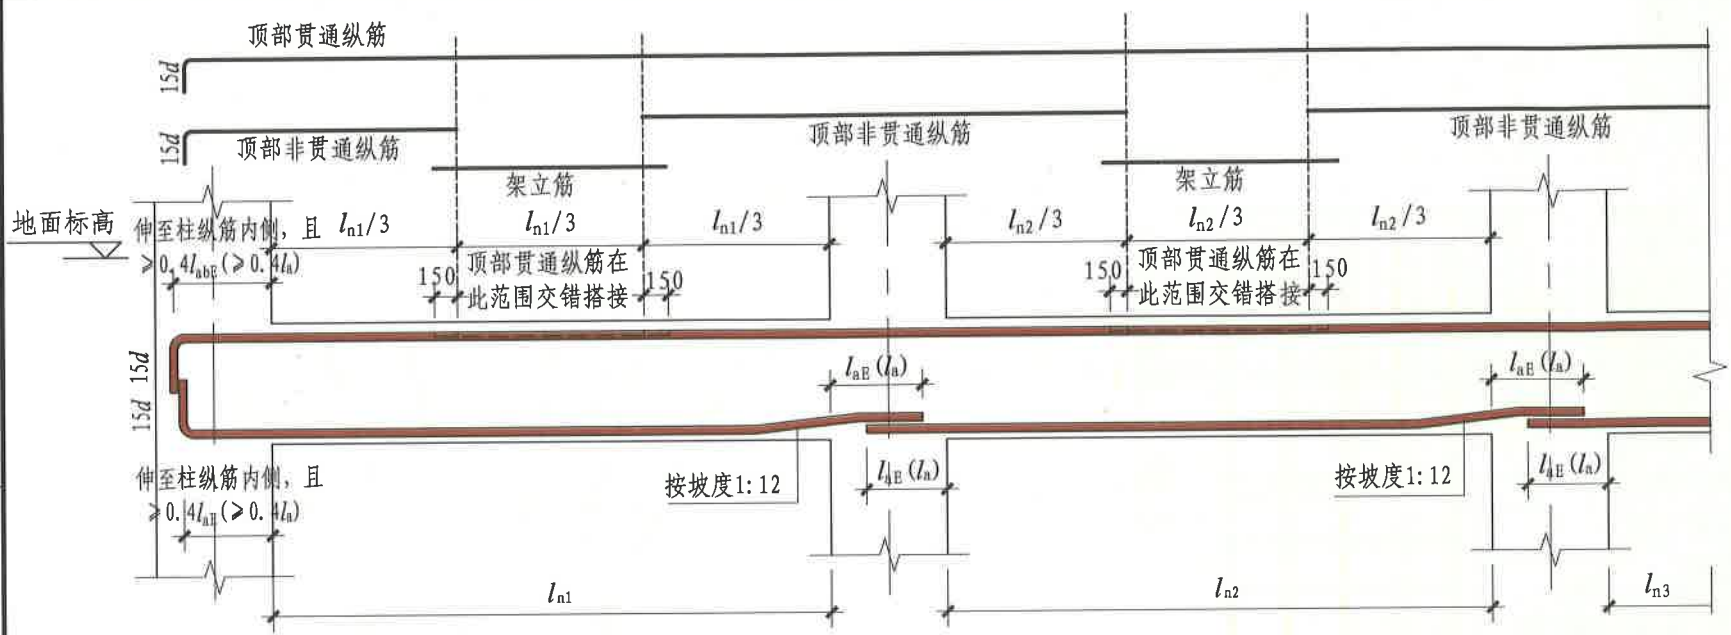 顶部贯通纵筋
15d
15d
顶部非贯通纵筋
顶部非贯通纵筋
顶部非贯通纵筋
架立筋
架立筋
地面标高
伸至柱纵筋内侧, 且
≥0.4labE(≥0.4la)
ln1/3
ln1/3
ln1/3
ln2/3
ln2/3
ln2/3
150
顶部贯通纵筋在
此范围交错搭接
150
150
顶部贯通纵筋在
此范围交错搭接
150
15d
15d
laE(la)
laE(la)
伸至柱纵筋内侧, 且
≥0.4laE(≥0.4la)
按坡度1:12
laE(la)
按坡度1:12
laE(la)
ln1
ln2
ln3